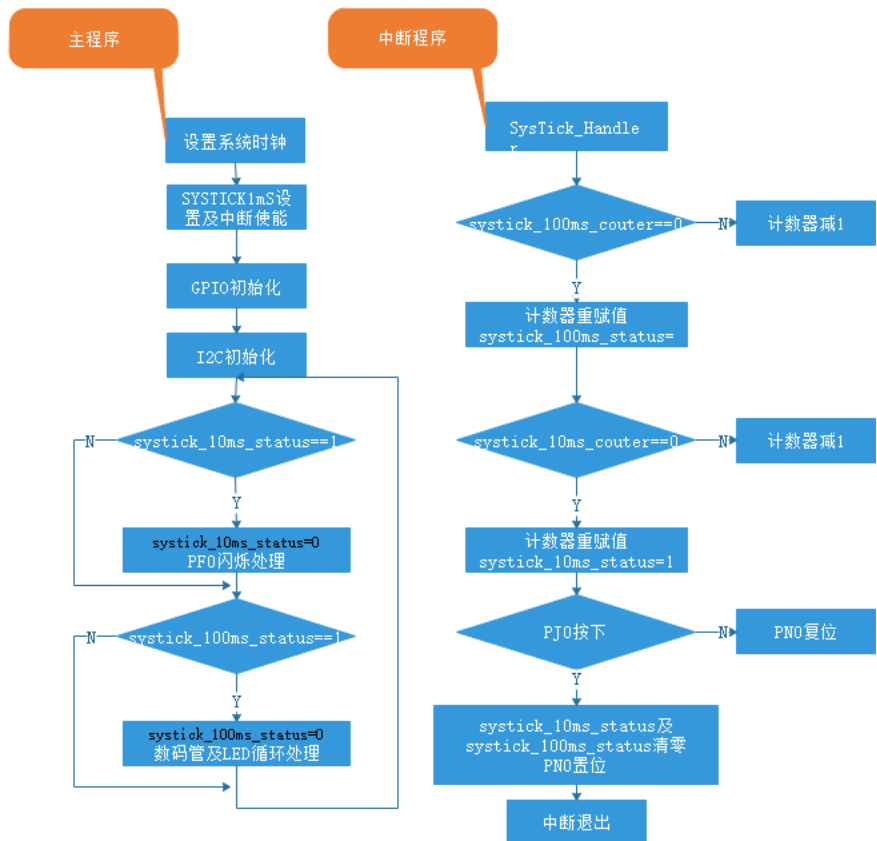 主程序
设置系统时钟
SYSTICK1mS设
置及中断使能
GPIO初始化
I2C初始化
systick_10ms_status==1
N
Y
systick_10ms_status=0
PF0闪烁处理
systick_100ms_status==1
N
Y
systick_100ms_status=0
数码管及LED循环处理
中断程序
SysTick_Handle
r
systick_100ms_couter==0
N
计数器减1
Y
计数器重赋值
systick_100ms_status=
systick_10ms_couter==0
N
计数器减1
Y
计数器重赋值
systick_10ms_status=1
PJ0按下
N
PN0复位
Y
systick_10ms_status及
systick_100ms_status清零
PN0置位
中断退出